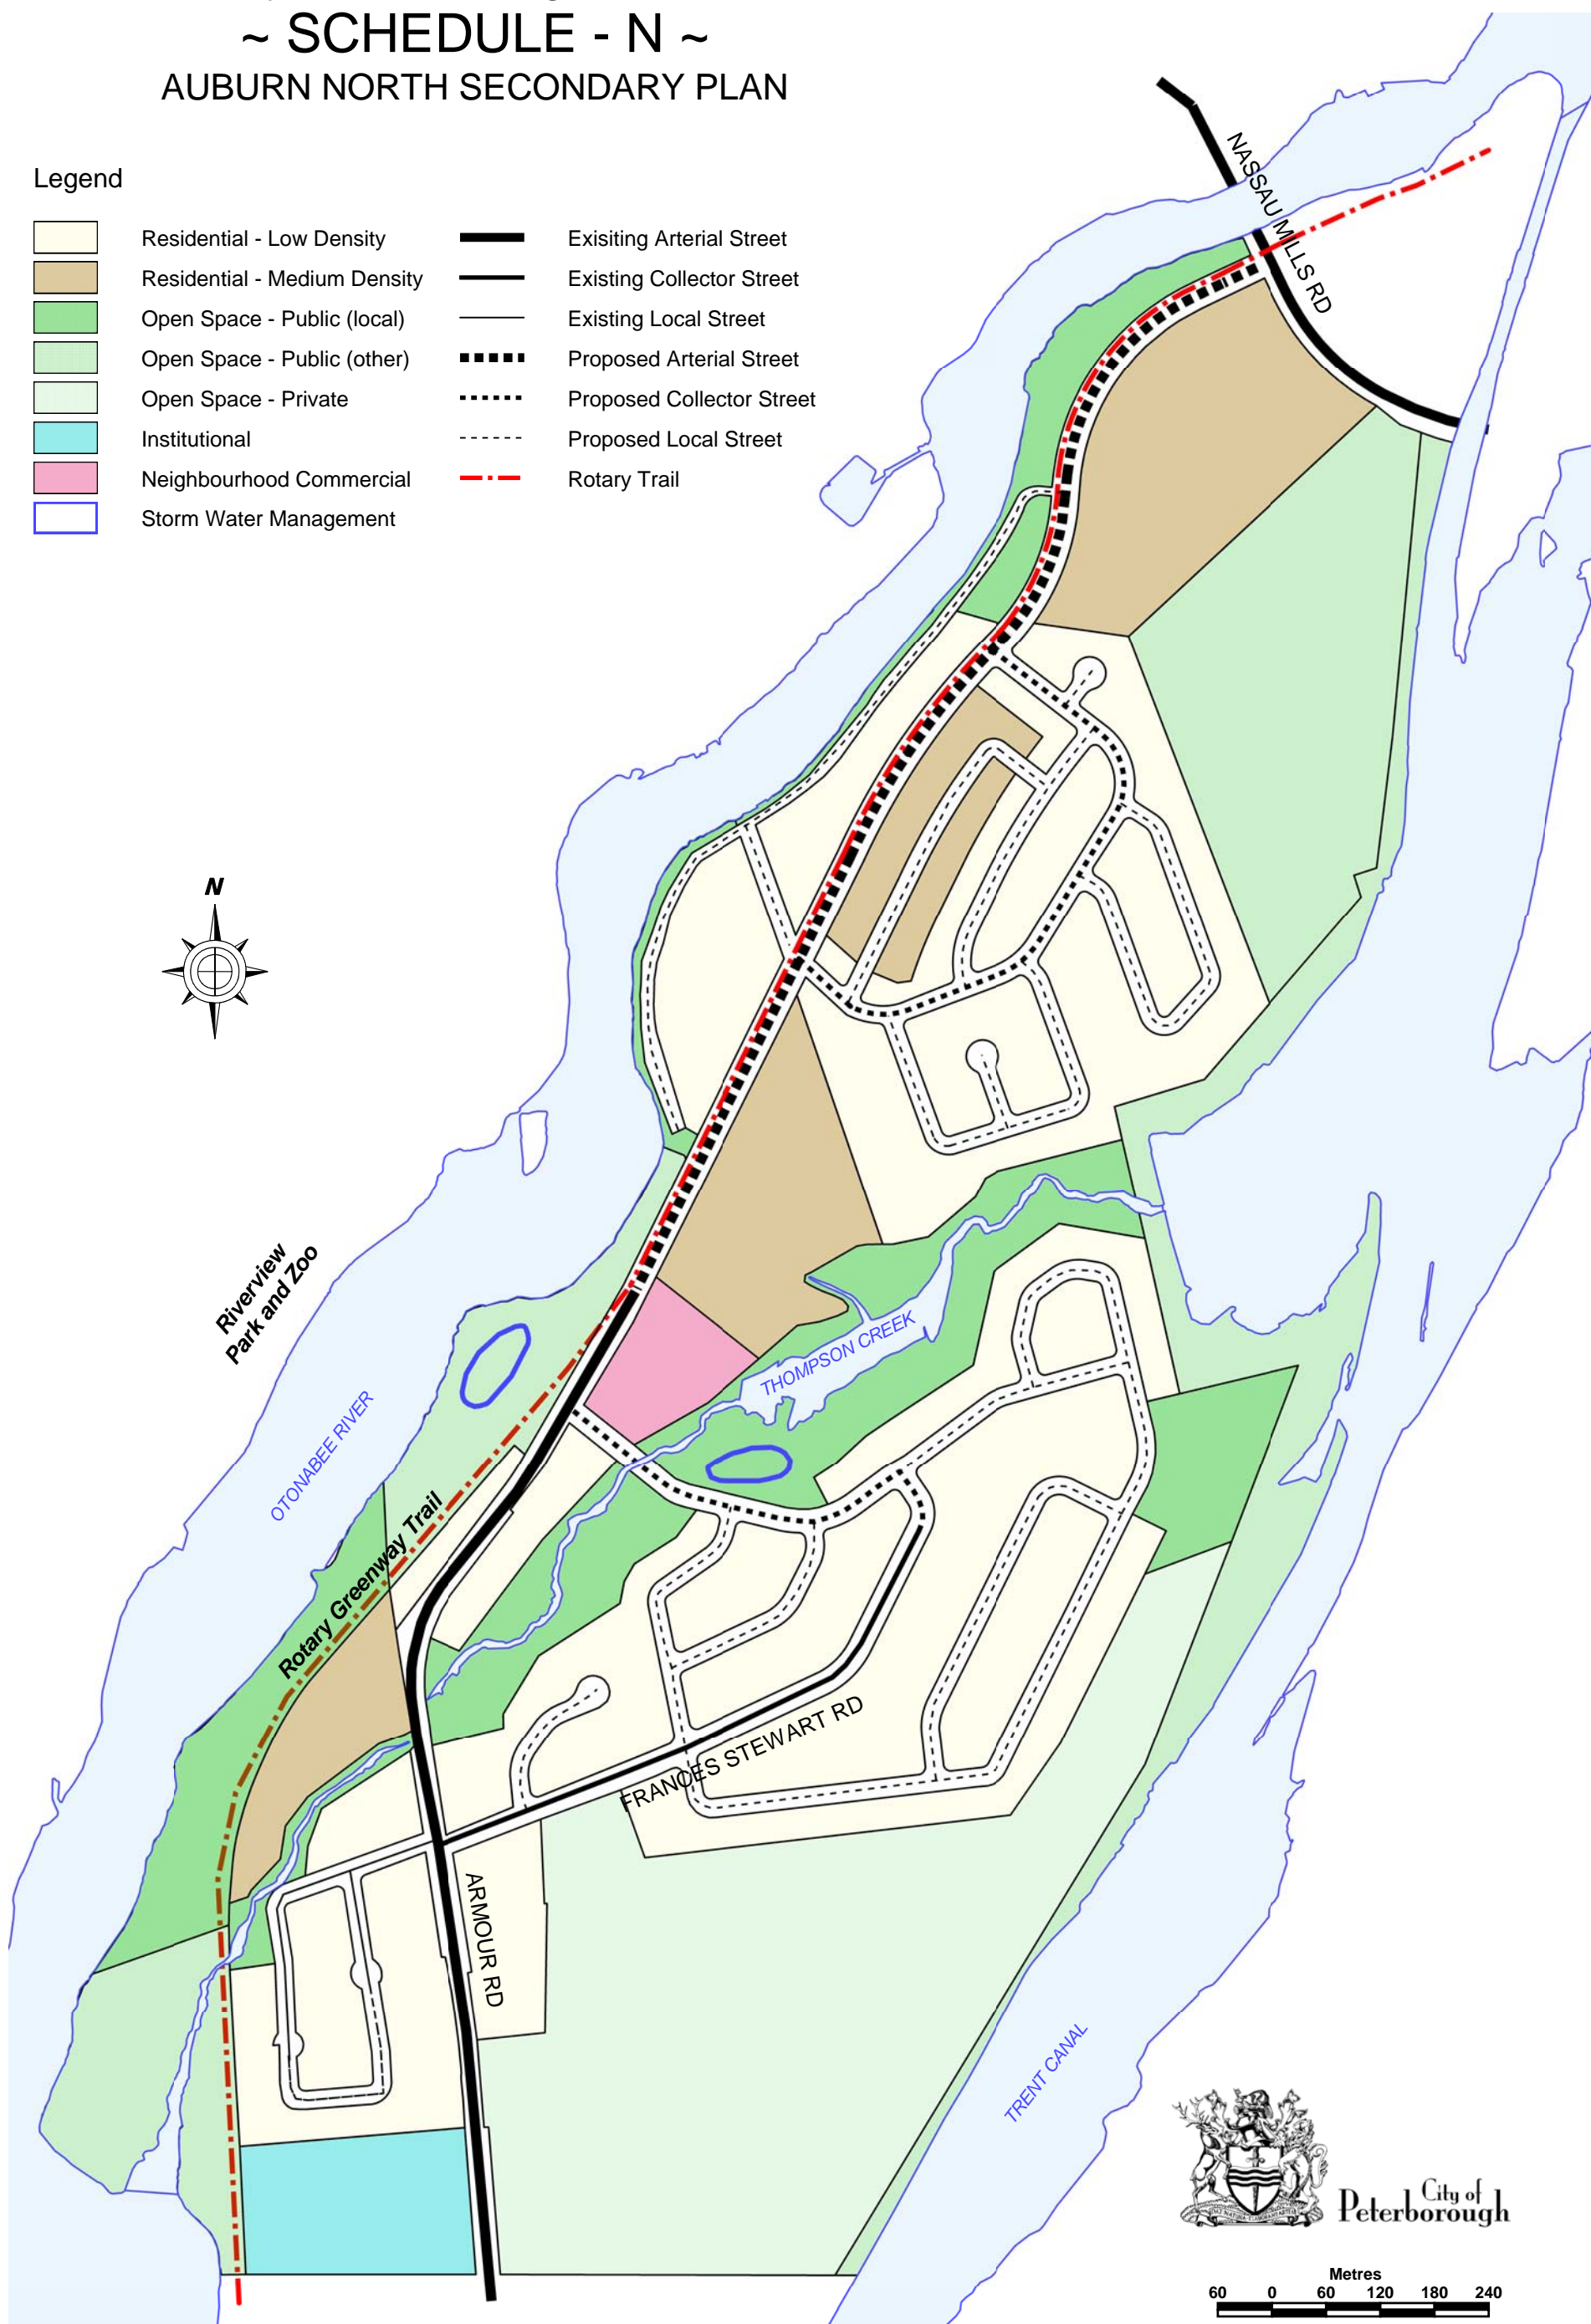 ~ SCHEDULE - N ~
AUBURN NORTH SECONDARY PLAN
Legend
Residential - Low Density
Residential - Medium Density
Open Space - Public (local)
Open Space - Public (other)
Open Space - Private
Institutional
Neighbourhood Commercial
Storm Water Management
Exisiting Arterial Street
Existing Collector Street
Existing Local Street
Proposed Arterial Street
Proposed Collector Street
Proposed Local Street
Rotary Trail
NASSAU MILLS RD
N
Riverview
Park and Zoo
OTONABEE RIVER
THOMPSON CREEK
Rotary Greenway Trail
FRANCES STEWART RD
ARMOUR RD
TRENT CANAL
City of
Peterborough
Metres
60 0 60 120 180 240